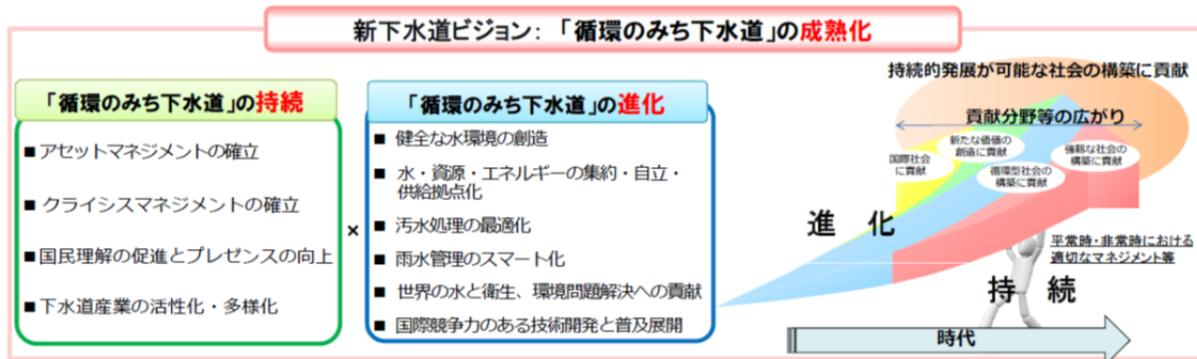 新下水道ビジョン：「循環のみち下水道」の成熟化
「循環のみち下水道」の持続
■アセットマネジメントの確立
■クライシスマネジメントの確立
■国民理解の促進とプレゼンスの向上
■下水道産業の活性化・多様化
×
「循環のみち下水道」の進化
■ 健全な水環境の創造
■ 水・資源・エネルギーの集約・自立・
供給拠点化
■ 汚水処理の最適化
■ 雨水管理のスマート化
■ 世界の水と衛生、環境問題解決への貢献
■ 国際競争力のある技術開発と普及展開
持続的発展が可能な社会の構築に貢献
貢献分野等の広がり
国際社会
に貢献
新たな価値の
創造に貢献
循環型社会の
構築に貢献
強靱な社会の
構築に貢献
進 化
平常時・非常時における
適切なマネジメント等
持 続
時代